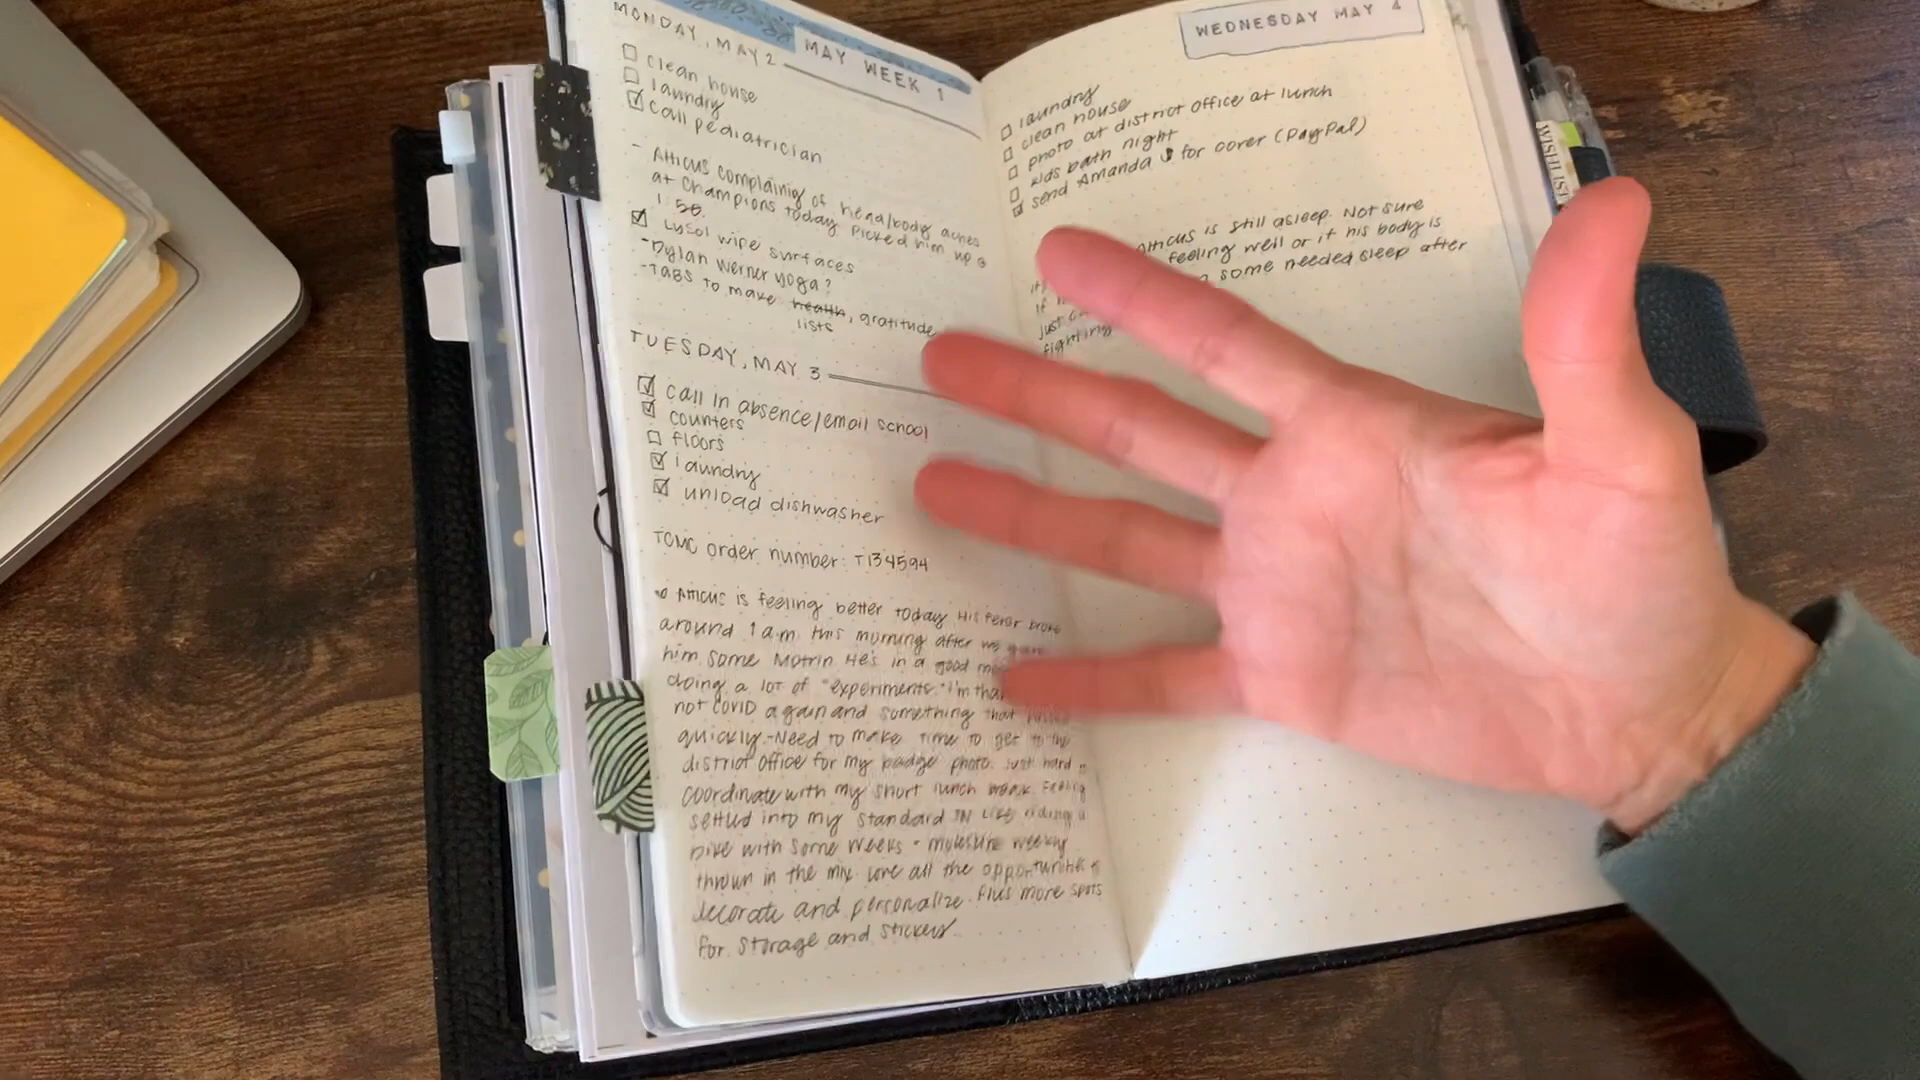 MONDAY, MAY 2
MAY WEEK 1
clean house
laundry
call pediatrician
- Atticus complaining of head/body aches
at Champions today Picked him up @
1:50.
Lysol wipe surfaces
- Dylan Werner yoga?
- TABS to make health, gratitude
lists
TUESDAY, MAY 3
call in absence/email school
counters
floors
laundry
unload dishwasher
TOMC order number: T134594
Atticus is feeling better today His fever broke
around 1am this morning after we gave
him some Motrin. He's in a good
doing a lot of "experiments." I'm
not COVID again and something that
quickly. - Need to make time to get to the
district office for my badge photo. Just hard
coordinate with my short lunch break. Feeling
settled into my standard TN like riding a
bike with some weeks - weekly
thrown in the mix. Love all the opportunities
decorate and personalize. Plus more spots
for storage and stickers.
WEDNESDAY MAY 4
laundry
clean house
photo at district office at lunch
kids bath night
send Amanda $ for cover (PayPal)
Atticus is still asleep. Not sure
feeling well or if his body is
some needed sleep after
If
just
fighting
WISH LIST